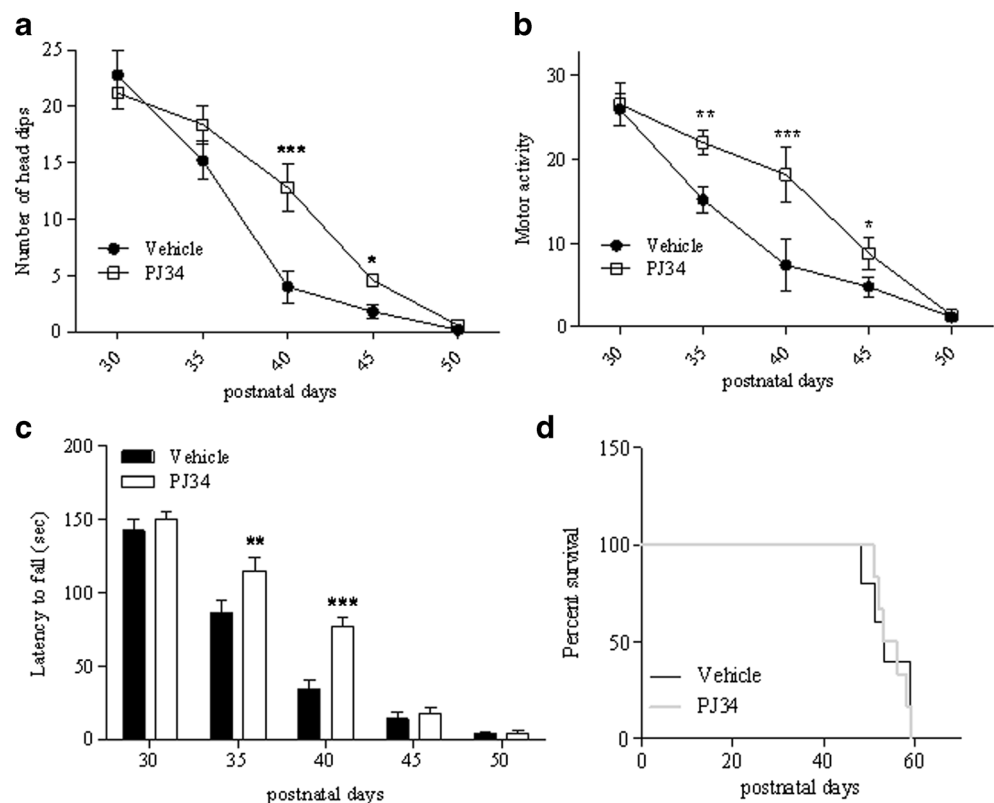 a
Number of head dips
25
20
15
10
5
0
***
*
Vehicle
PJ34
30 35 40 45 50
postnatal days
b
Motor activity
30
20
10
0
**
***
*
Vehicle
PJ34
30 35 40 45 50
postnatal days
c
Latency to fall (sec)
200
150
100
50
0
Vehicle
PJ34
**
***
30 35 40 45 50
postnatal days
d
Percent survival
150
100
50
0
Vehicle
PJ34
0 20 40 60
postnatal days